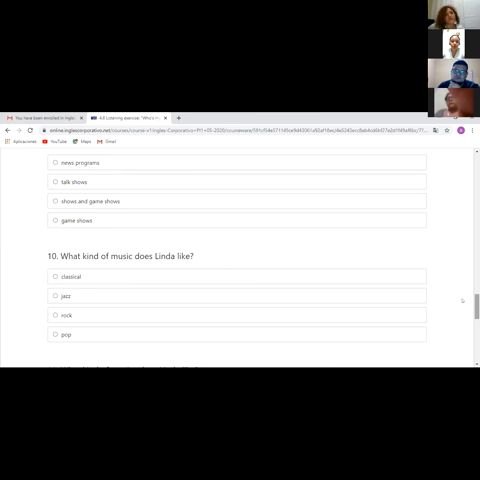 You have been enrolled in Ingle
4.8 Listening exercise: "Who's m
Aplicaciones YouTube Maps Gmail
news programs
talk shows
shows and game shows
game shows
10. What kind of music does Linda like?
classical
jazz
rock
pop